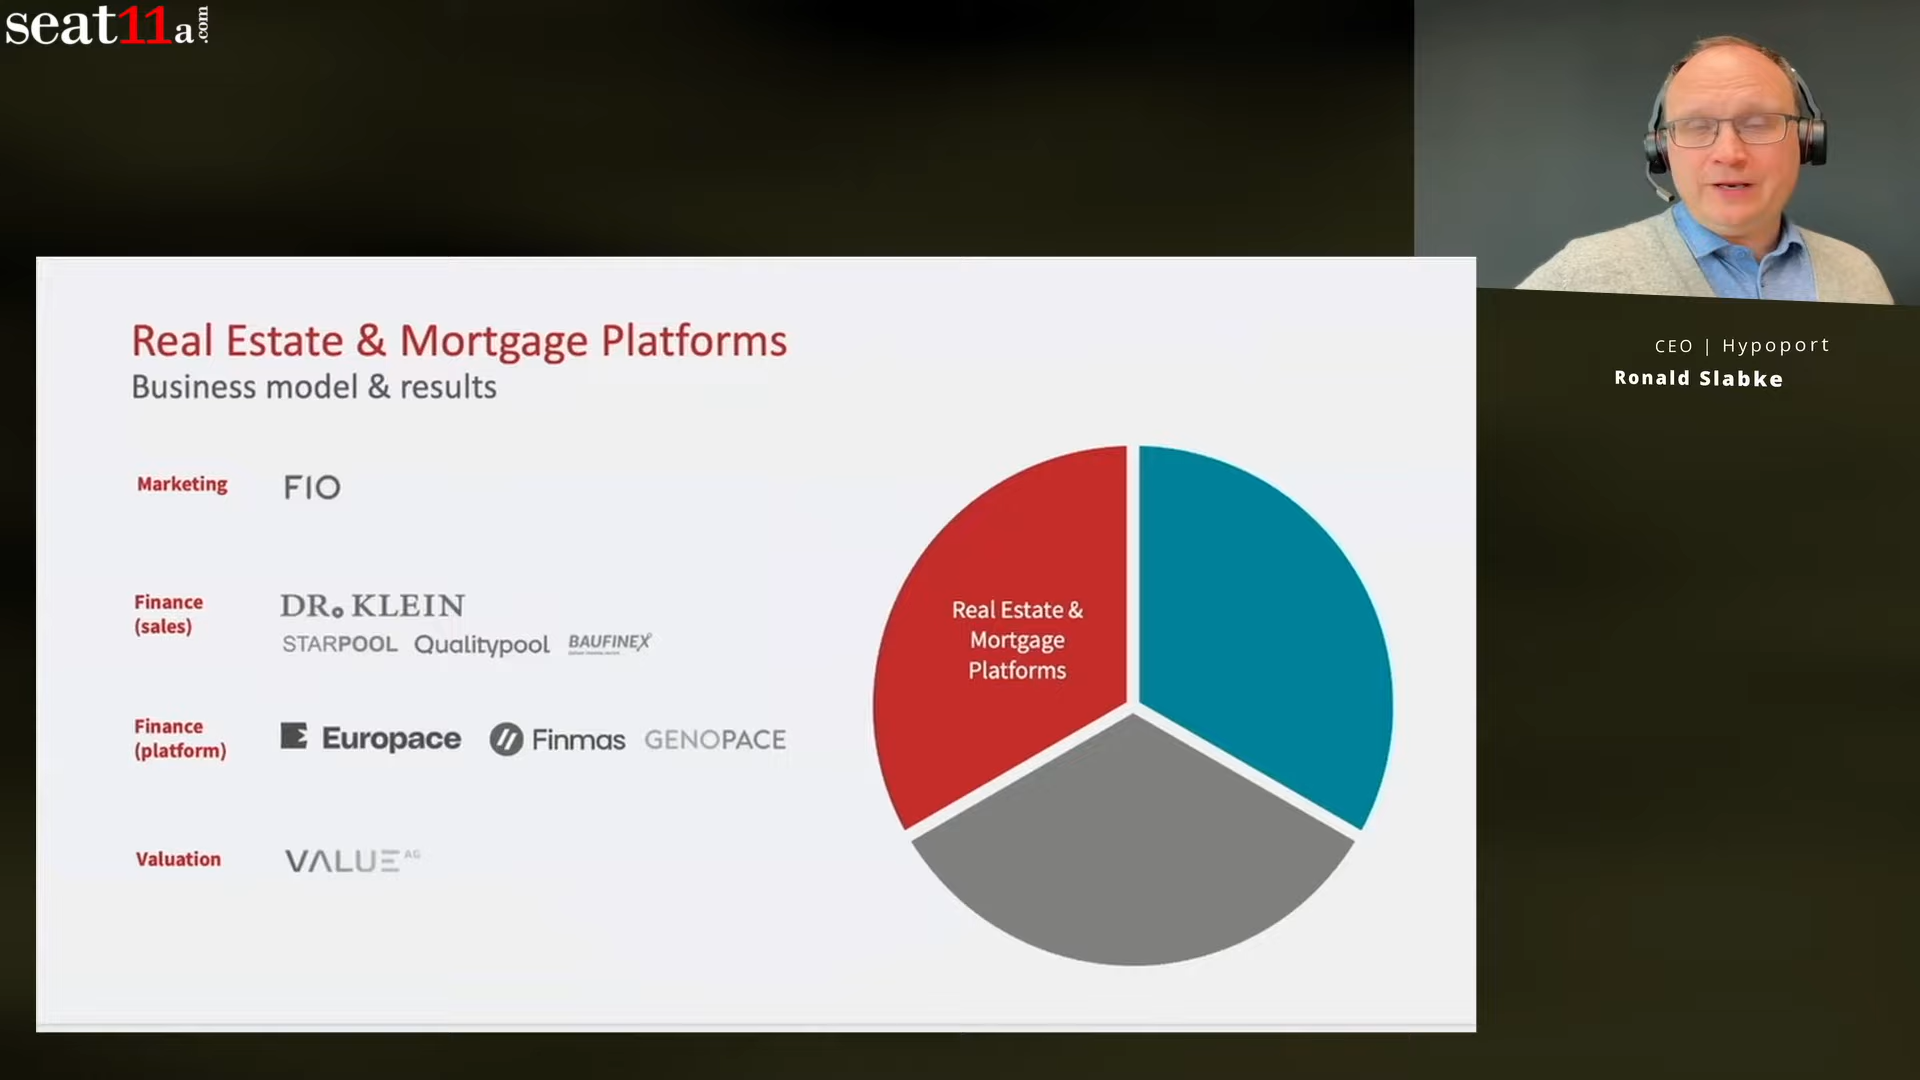 seat11a.com
CEO | Hypoport
Ronald Slabke
Real Estate & Mortgage Platforms
Business model & results
Marketing
FIO
Finance
(sales)
DR. KLEIN
STARPOOL Qualitypool BAUFINEX
Finance
(platform)
Europace Finmas GENOPACE
Valuation
VALUE AG
Real Estate &
Mortgage
Platforms